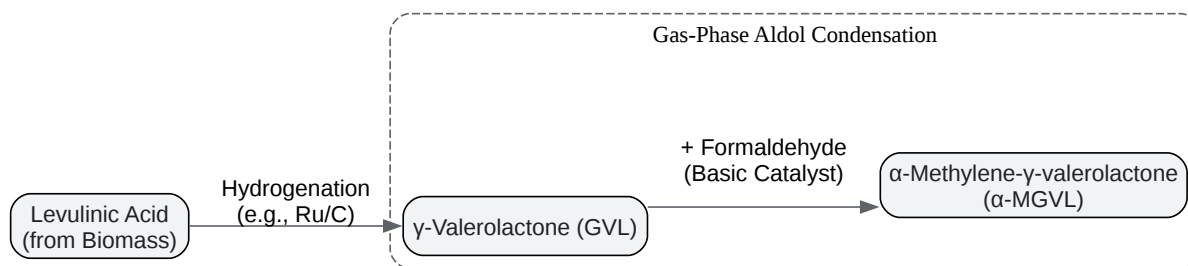 Gas-Phase Aldol Condensation
Levulinic Acid
(from Biomass)
Hydrogenation
(e.g., Ru/C)
γ-Valerolactone (GVL)
+ Formaldehyde
(Basic Catalyst)
α-Methylene-γ-valerolactone
(α-MGVL)